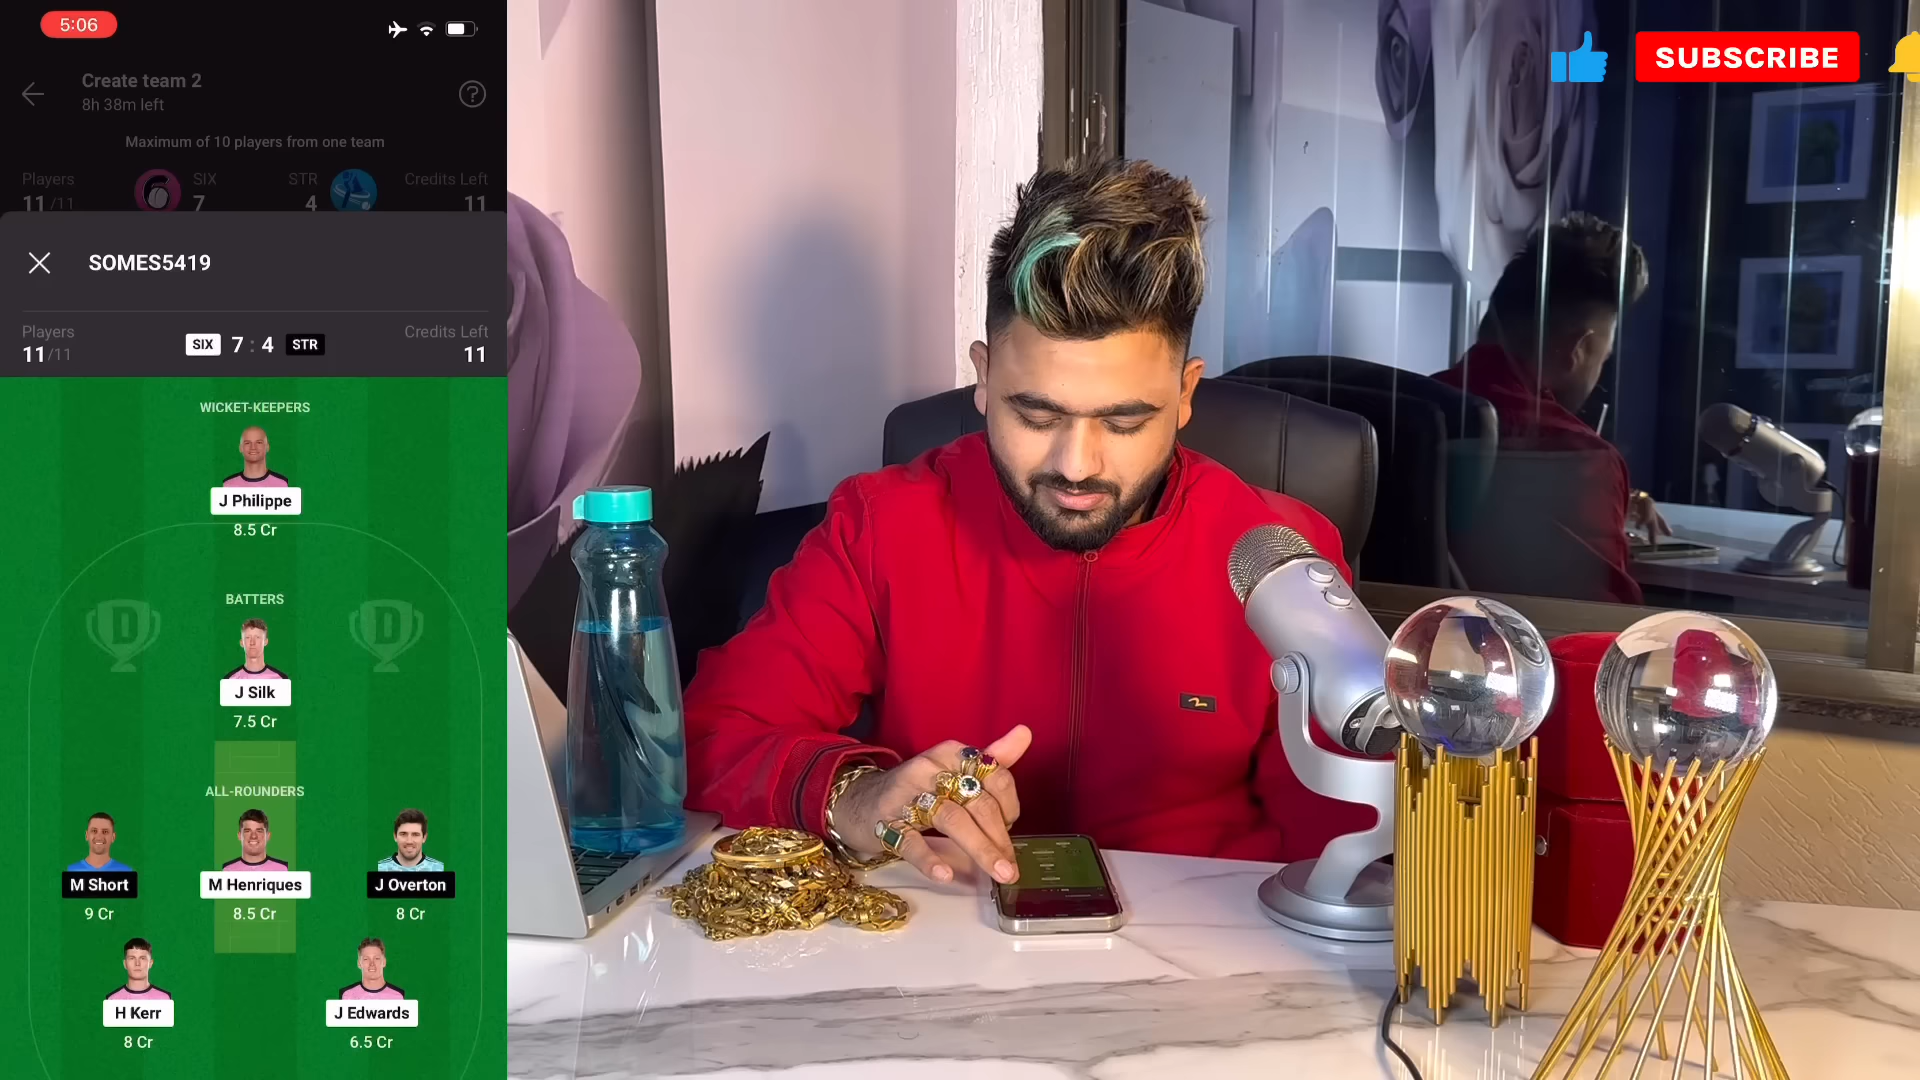 5:06
Create team 2
8h 38m left
Maximum of 10 players from one team
Players
11/11
SIX
7
STR
4
Credits Left
11
SOMES5419
Players
11/11
SIX 7 : 4 STR
Credits Left
11
WICKET-KEEPERS
J Philippe
8.5 Cr
BATTERS
D D
J Silk
7.5 Cr
ALL-ROUNDERS
M Short
9 Cr
M Henriques
8.5 Cr
J Overton
8 Cr
H Kerr
8 Cr
J Edwards
6.5 Cr
SUBSCRIBE